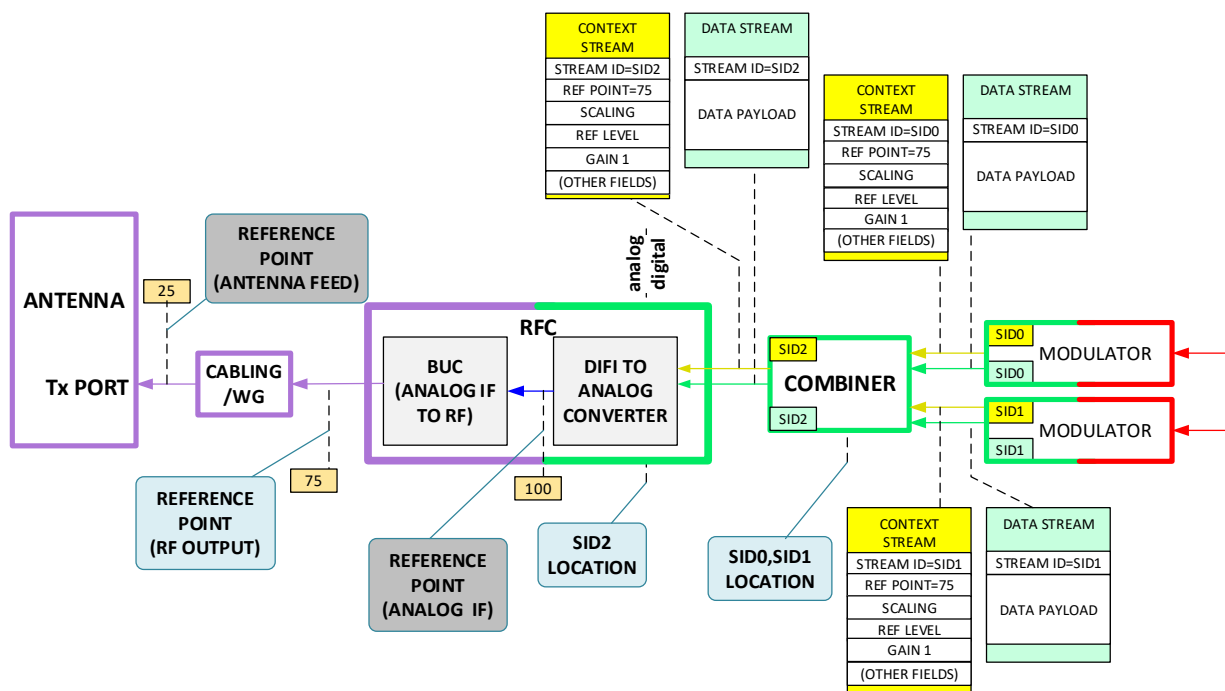 CONTEXT
STREAM
STREAM ID=SID2
REF POINT=75
SCALING
REF LEVEL
GAIN 1
(OTHER FIELDS)
DATA STREAM
STREAM ID=SID2
DATA PAYLOAD
CONTEXT
STREAM
STREAM ID=SID0
REF POINT=75
SCALING
REF LEVEL
GAIN 1
(OTHER FIELDS)
DATA STREAM
STREAM ID=SID0
DATA PAYLOAD
REFERENCE
POINT
(ANTENNA FEED)
analog
digital
25
ANTENNA
Tx PORT
CABLING
/WG
RFC
BUC
(ANALOG IF
TO RF)
DIFI TO
ANALOG
CONVERTER
SID2
COMBINER
SID2
SID0
MODULATOR
SID0
SID1
MODULATOR
SID1
75
100
REFERENCE
POINT
(RF OUTPUT)
REFERENCE
POINT
(ANALOG IF)
SID2
LOCATION
SID0,SID1
LOCATION
CONTEXT
STREAM
STREAM ID=SID1
REF POINT=75
SCALING
REF LEVEL
GAIN 1
(OTHER FIELDS)
DATA STREAM
STREAM ID=SID1
DATA PAYLOAD